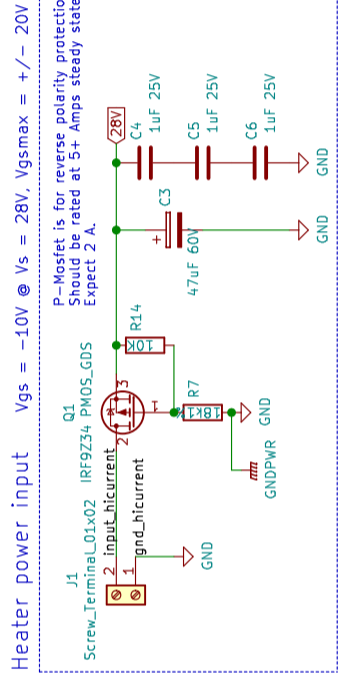 Heater power input    Vgs = -10V @ Vs = 28V, Vgsmax = +/- 20V
P-Mosfet is for reverse polarity protectio
Should be rated at 5+ Amps steady state
Expect 2 A.
J1
Screw_Terminal_01x02
2
1
input_hicurrent
gnd_hicurrent
GND
Q1
IRF9Z34 PMOS_GDS
2
3
1
R14
10k
R7
18k1%
GND
GNDPWR
28V
C3
+
47uF 60V
GND
C4
1uF 25V
C5
1uF 25V
C6
1uF 25V
GND